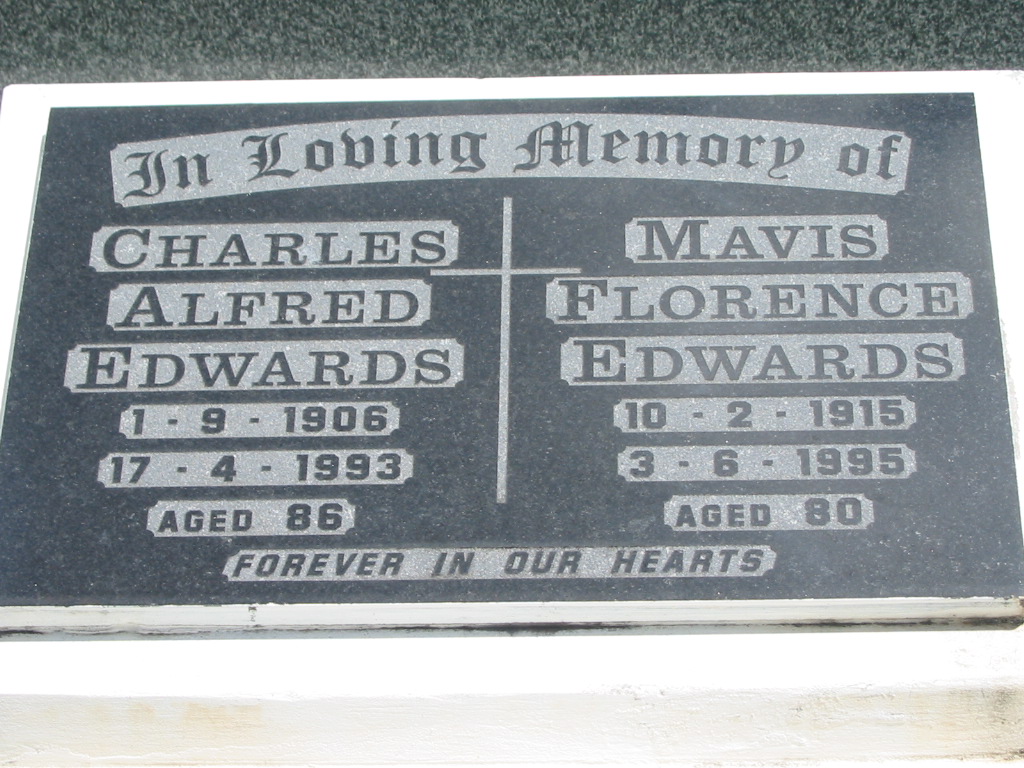 In Loving Memory of
CHARLES
ALFRED
EDWARDS
1 - 9 - 1906
17 - 4 - 1993
AGED 86
MAVIS
FLORENCE
EDWARDS
10 - 2 - 1915
3 - 6 - 1995
AGED 80
FOREVER IN OUR HEARTS